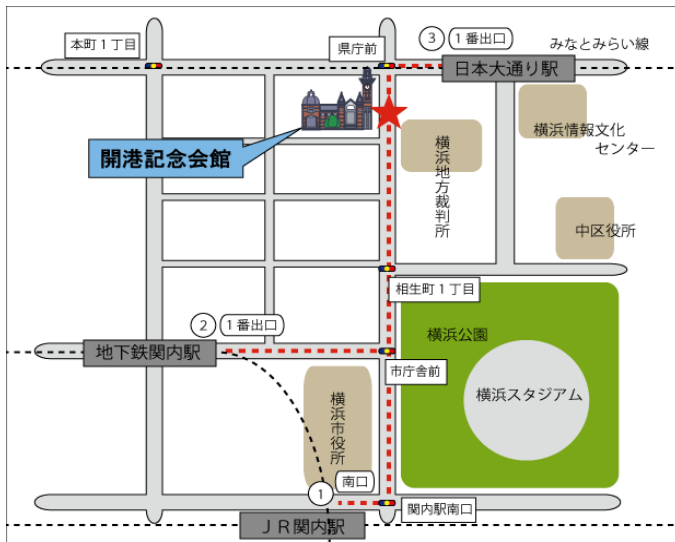 本町1丁目
県庁前
③ 1番出口
みなとみらい線
日本大通り駅
開港記念会館
横浜地方裁判所
横浜情報文化
センター
中区役所
相生町1丁目
② 1番出口
地下鉄関内駅
市庁舎前
横浜公園
横浜スタジアム
横浜市役所
① 南口
関内駅南口
JR関内駅